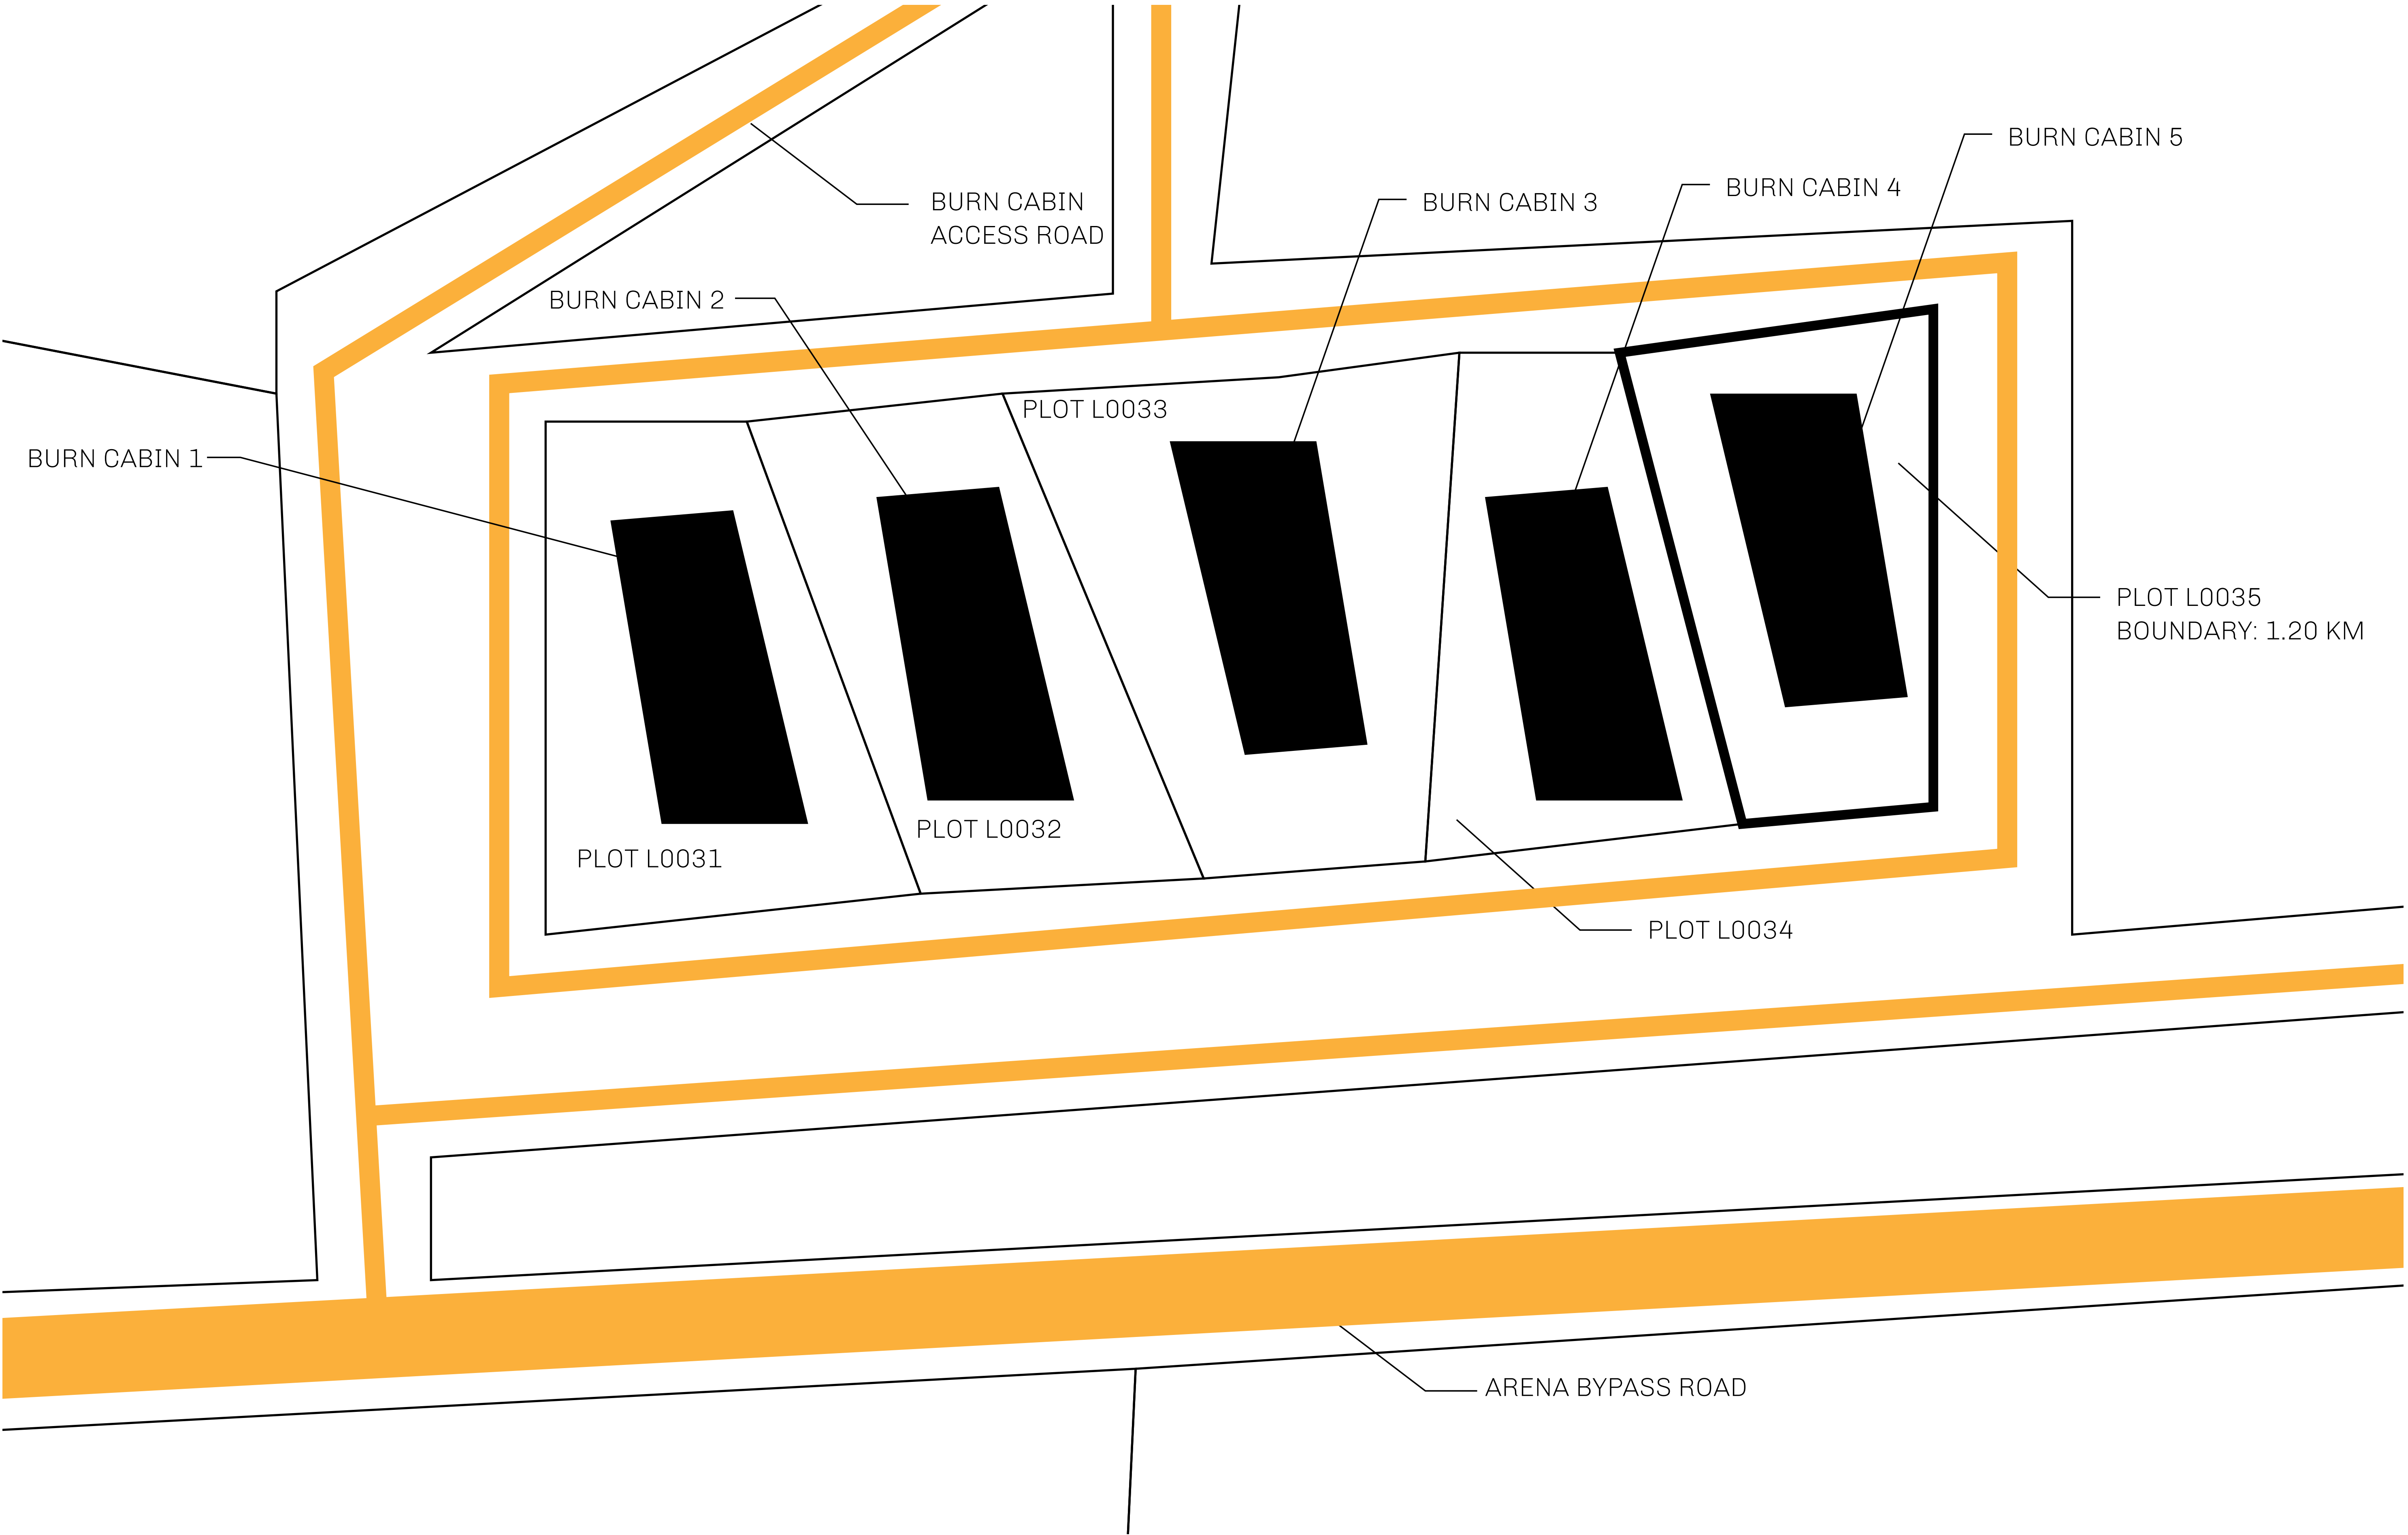 BURN CABIN 5
BURN CABIN 4
BURN CABIN 3
BURN CABIN
ACCESS ROAD
BURN CABIN 2
PLOT L0033
BURN CABIN 1
PLOT L0035
BOUNDARY: 1.20 KM
PLOT L0032
PLOT L0031
PLOT L0034
ARENA BYPASS ROAD